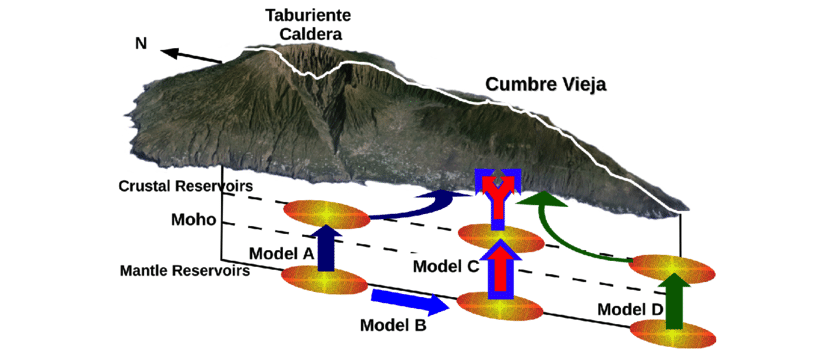 Taburiente
Caldera
N
Cumbre Vieja
Crustal Reservoirs
Moho
Model A
Mantle Reservoirs
Model C
Model B
Model D